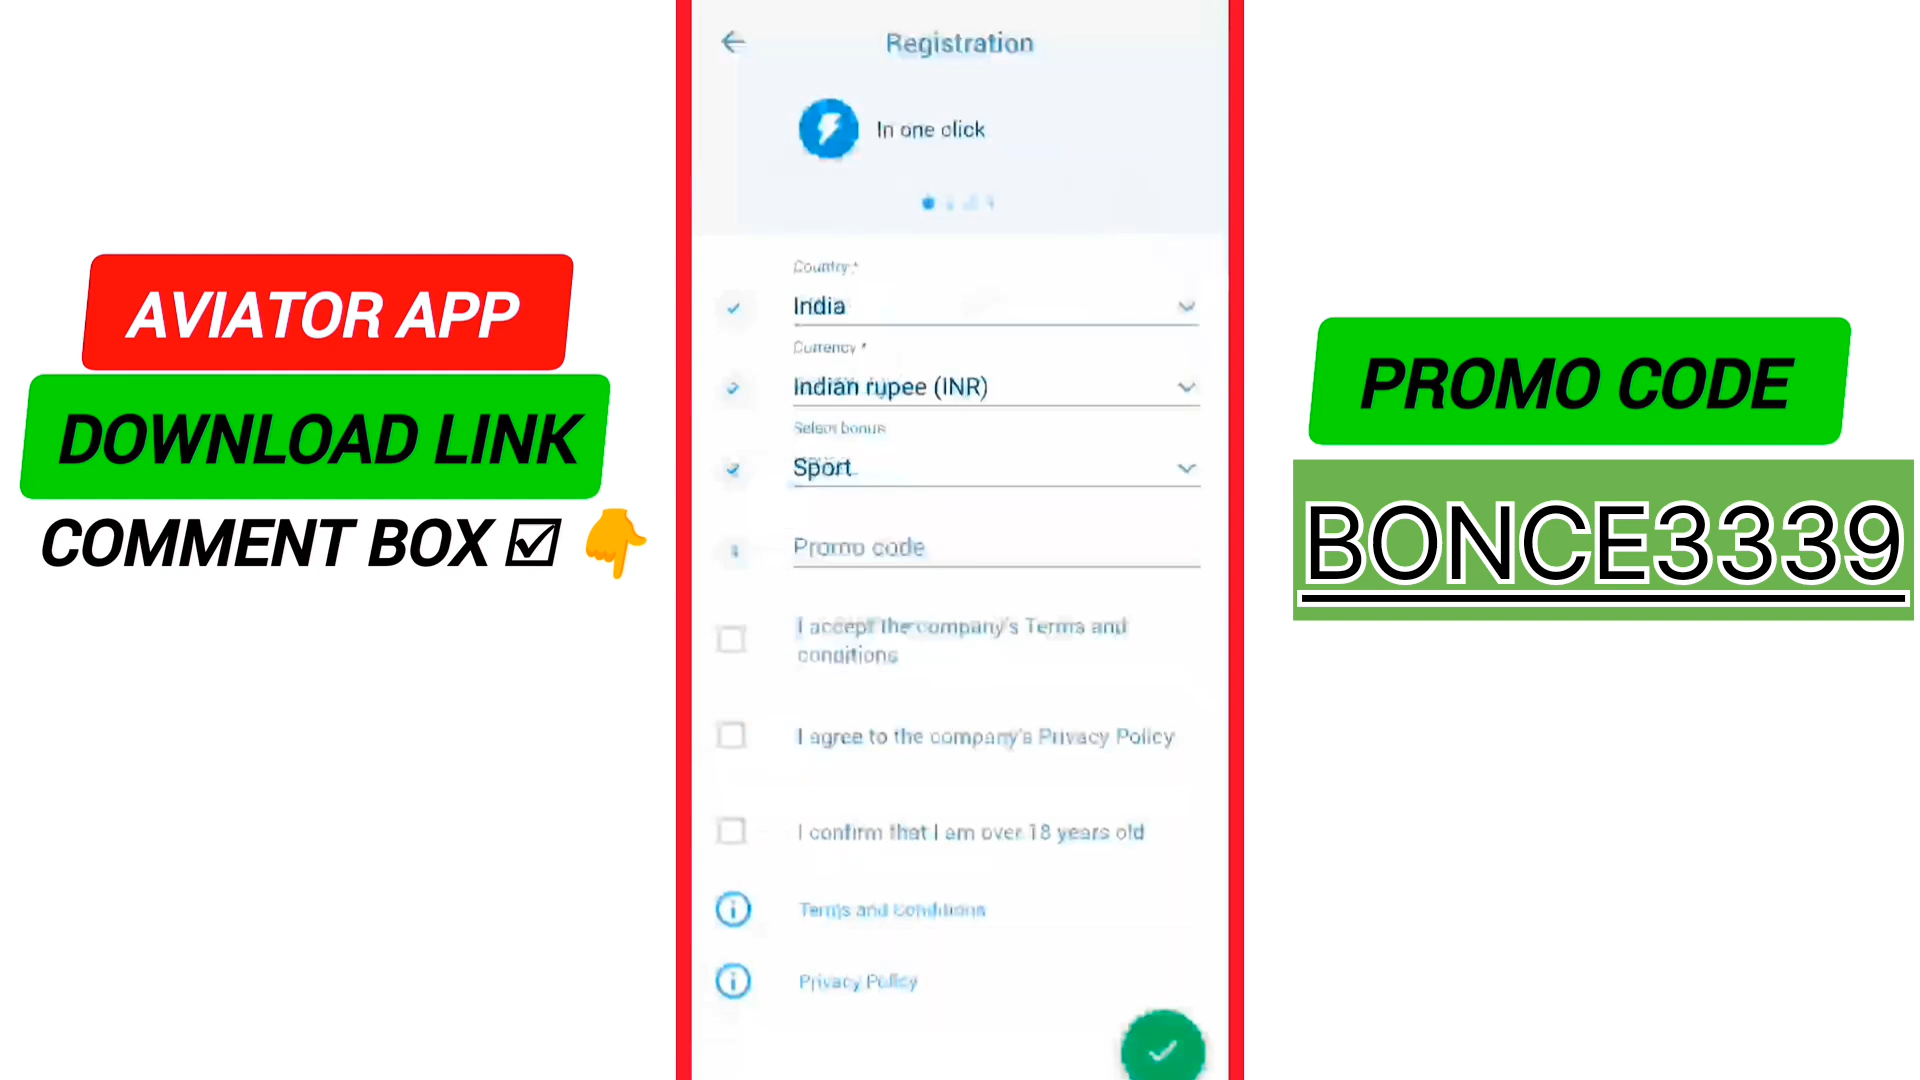 AVIATOR APP
DOWNLOAD LINK
COMMENT BOX ☑ 👇
Registration
In one click
Country *
India
Currency *
Indian rupee (INR)
Select bonus
Sport
Promo code
I accept the company's Terms and
conditions
I agree to the company's Privacy Policy
I confirm that I am over 18 years old
Terms and Conditions
Privacy Policy
PROMO CODE
BONCE3339